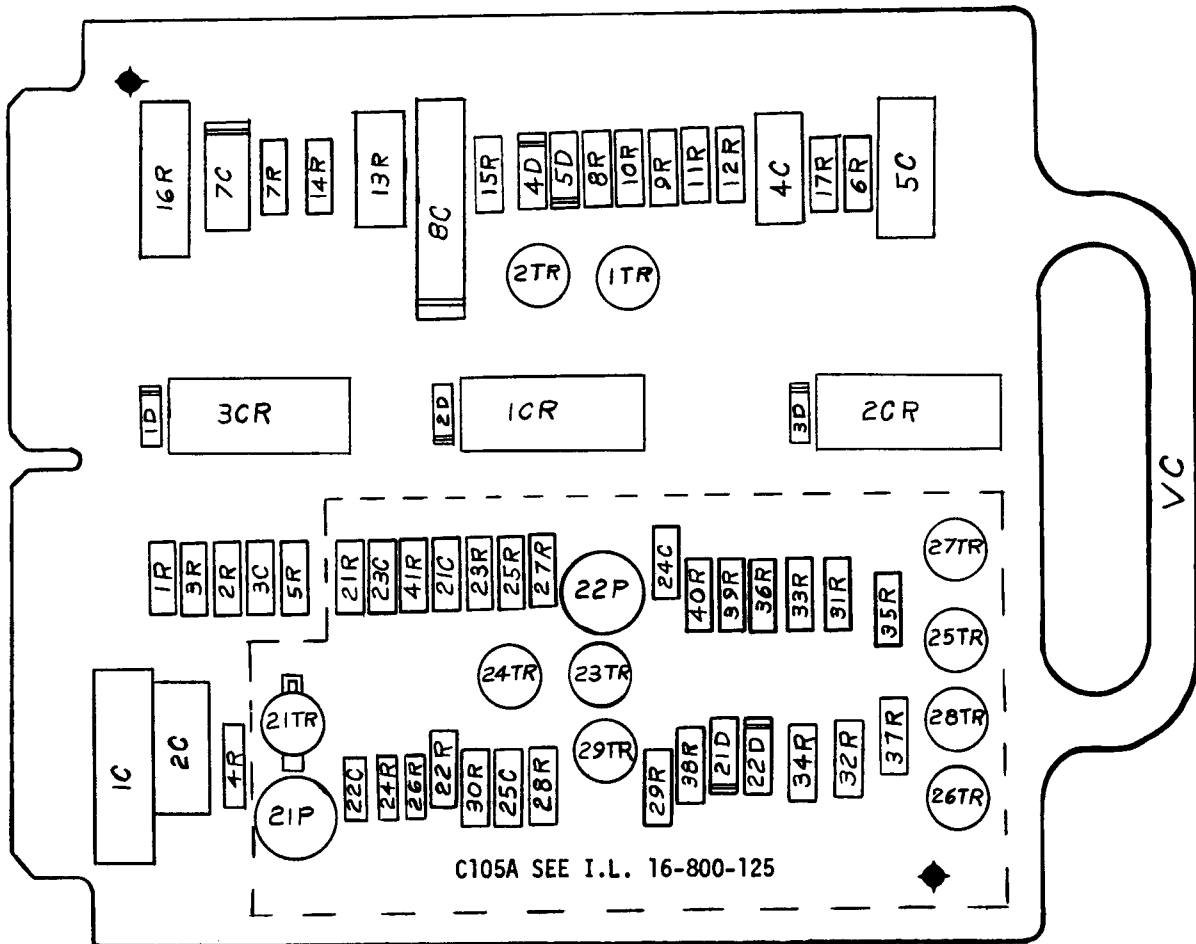 16R
7C
7R
14R
13R
8C
15R
4D
5D
8R
10R
9R
11R
12R
4C
17R
6R
5C
2TR
1TR
1D
3CR
2D
1CR
3D
2CR
VC
1R
3R
2R
3C
5R
21R
23C
41R
21C
23R
25R
27R
22P
24C
40R
39R
36R
33R
31R
35R
27TR
25TR
24TR
23TR
1C
2C
4R
21TR
21P
22C
24R
26R
22R
30R
25C
28R
29TR
29R
38R
21D
22D
34R
32R
37R
28TR
26TR
C105A SEE I.L. 16-800-125